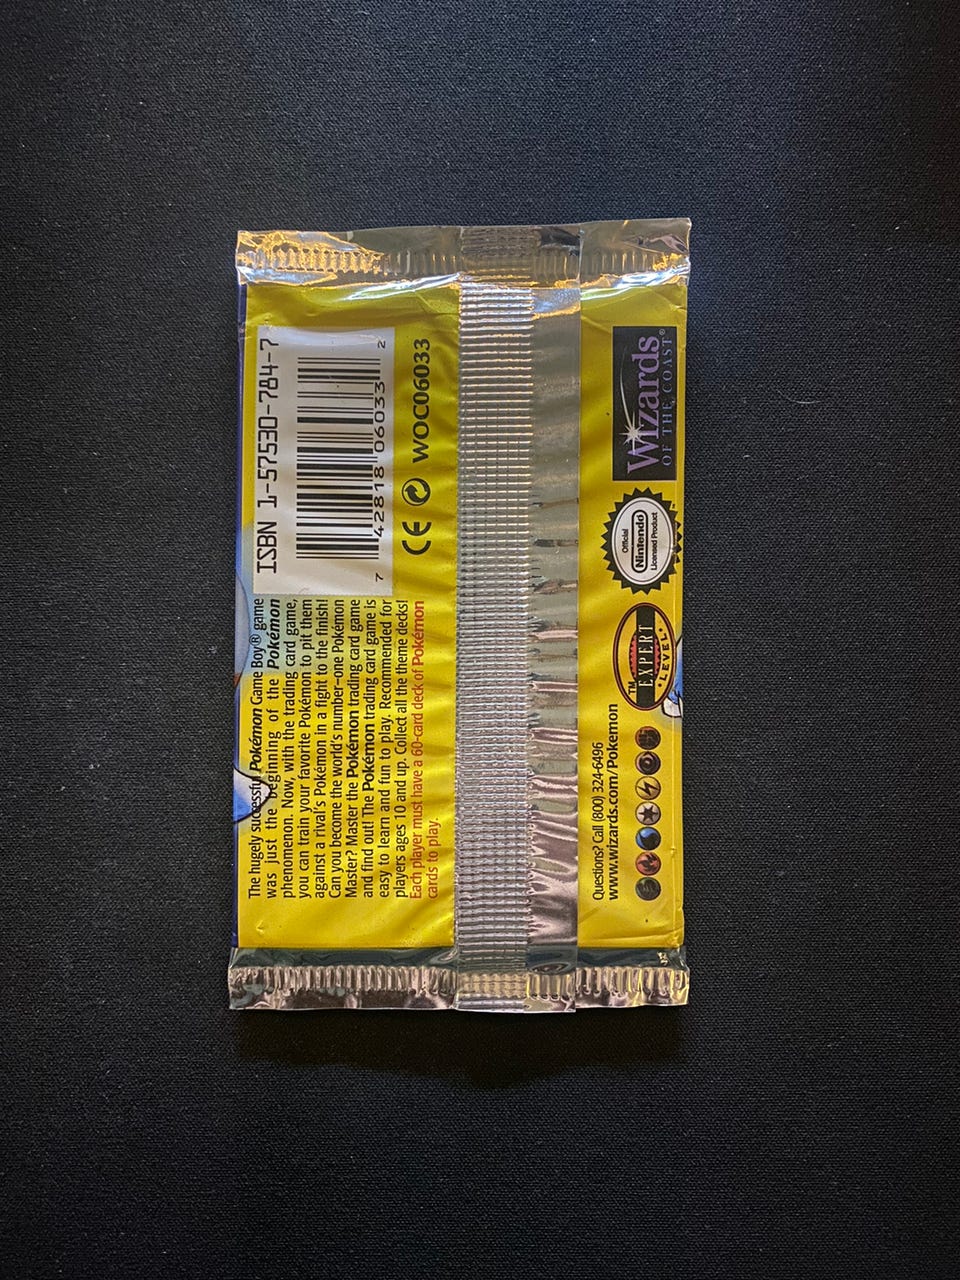 ISBN 1-57530-784-7
7 42818 06033 2
CE WOC06033
The hugely successful Pokémon Game Boy® game
was just the beginning of the Pokémon
phenomenon. Now, with the trading card game,
you can train your favorite Pokémon to pit them
against a rival's Pokémon in a fight to the finish!
Can you become the world's number–one Pokémon
Master? Master the Pokémon trading card game
and find out! The Pokémon trading card game is
easy to learn and fun to play. Recommended for
players ages 10 and up. Collect all the theme decks!
Each player must have a 60-card deck of Pokémon
cards to play.
Questions? Call (800) 324-6496
www.wizards.com/Pokemon
™
EXPERT
LEVEL
Official
Nintendo
Licensed Product
Wizards
OF THE COAST®